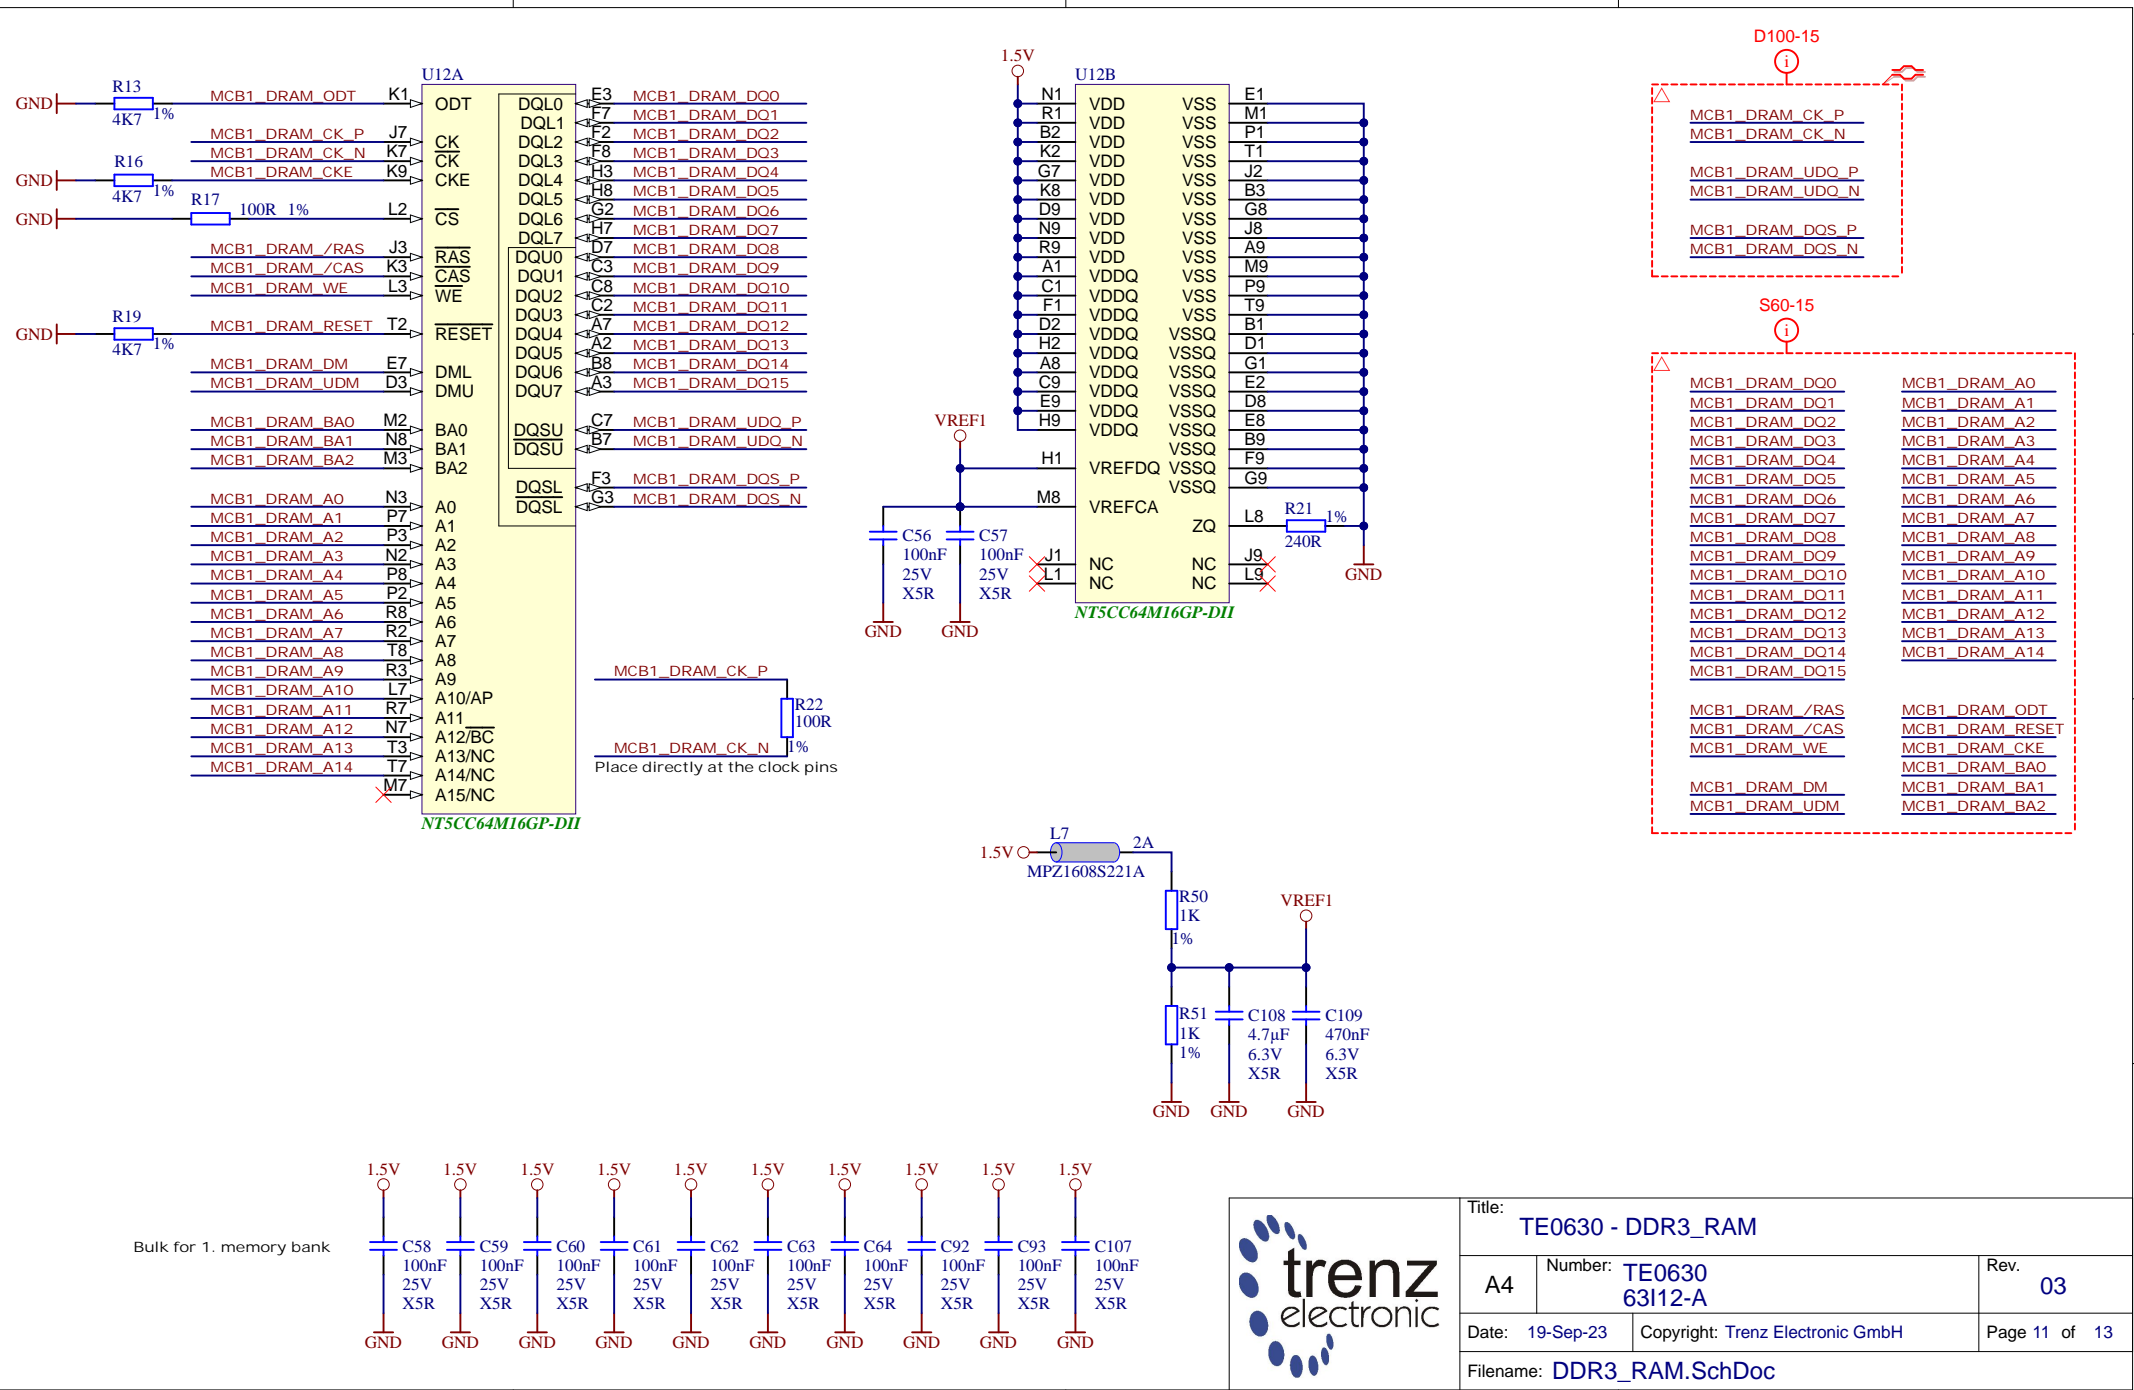 U12A
R13
4K7
1%
GND
MCB1_DRAM_ODT K1 ODT
MCB1_DRAM_CK_P J7 CK
MCB1_DRAM_CK_N K7 CK
R16
4K7
1%
GND
MCB1_DRAM_CKE K9 CKE
R17
100R 1%
GND
L2 CS
MCB1_DRAM_/RAS J3 RAS
MCB1_DRAM_/CAS K3 CAS
MCB1_DRAM_WE L3 WE
R19
4K7
1%
GND
MCB1_DRAM_RESET T2 RESET
MCB1_DRAM_DM E7 DML
MCB1_DRAM_UDM D3 DMU
MCB1_DRAM_BA0 M2 BA0
MCB1_DRAM_BA1 N8 BA1
MCB1_DRAM_BA2 M3 BA2
MCB1_DRAM_A0 N3 A0
MCB1_DRAM_A1 P7 A1
MCB1_DRAM_A2 P3 A2
MCB1_DRAM_A3 N2 A3
MCB1_DRAM_A4 P8 A4
MCB1_DRAM_A5 P2 A5
MCB1_DRAM_A6 R8 A6
MCB1_DRAM_A7 R2 A7
MCB1_DRAM_A8 T8 A8
MCB1_DRAM_A9 R3 A9
MCB1_DRAM_A10 L7 A10/AP
MCB1_DRAM_A11 R7 A11
MCB1_DRAM_A12 N7 A12/BC
MCB1_DRAM_A13 T3 A13/NC
MCB1_DRAM_A14 T7 A14/NC
M7 A15/NC
NT5CC64M16GP-DII
DQL0 E3 MCB1_DRAM_DQ0
DQL1 F7 MCB1_DRAM_DQ1
DQL2 F2 MCB1_DRAM_DQ2
DQL3 F8 MCB1_DRAM_DQ3
DQL4 H3 MCB1_DRAM_DQ4
DQL5 H8 MCB1_DRAM_DQ5
DQL6 G2 MCB1_DRAM_DQ6
DQL7 H7 MCB1_DRAM_DQ7
DQU0 D7 MCB1_DRAM_DQ8
DQU1 C3 MCB1_DRAM_DQ9
DQU2 C8 MCB1_DRAM_DQ10
DQU3 C2 MCB1_DRAM_DQ11
DQU4 A7 MCB1_DRAM_DQ12
DQU5 A2 MCB1_DRAM_DQ13
DQU6 B8 MCB1_DRAM_DQ14
DQU7 A3 MCB1_DRAM_DQ15
DQSU C7 MCB1_DRAM_UDQ_P
DQSU B7 MCB1_DRAM_UDQ_N
DQSL F3 MCB1_DRAM_DQS_P
DQSL G3 MCB1_DRAM_DQS_N
MCB1_DRAM_CK_P
R22
100R
1%
MCB1_DRAM_CK_N
Place directly at the clock pins
1.5V
U12B
N1 VDD VSS E1
R1 VDD VSS M1
B2 VDD VSS P1
K2 VDD VSS T1
G7 VDD VSS J2
K8 VDD VSS B3
D9 VDD VSS G8
N9 VDD VSS J8
R9 VDD VSS A9
A1 VDDQ VSS M9
C1 VDDQ VSS P9
F1 VDDQ VSS T9
D2 VDDQ VSSQ B1
H2 VDDQ VSSQ D1
A8 VDDQ VSSQ G1
C9 VDDQ VSSQ E2
E9 VDDQ VSSQ D8
H9 VDDQ VSSQ E8
VSSQ B9
VREF1
H1 VREFDQ VSSQ F9
VSSQ G9
M8 VREFCA
ZQ L8
R21
1%
240R
GND
J1 NC NC J9
L1 NC NC L9
NT5CC64M16GP-DII
C56
100nF
25V
X5R
GND
C57
100nF
25V
X5R
GND
D100-15
i
MCB1_DRAM_CK_P
MCB1_DRAM_CK_N
MCB1_DRAM_UDQ_P
MCB1_DRAM_UDQ_N
MCB1_DRAM_DQS_P
MCB1_DRAM_DQS_N
S60-15
i
MCB1_DRAM_DQ0 MCB1_DRAM_A0
MCB1_DRAM_DQ1 MCB1_DRAM_A1
MCB1_DRAM_DQ2 MCB1_DRAM_A2
MCB1_DRAM_DQ3 MCB1_DRAM_A3
MCB1_DRAM_DQ4 MCB1_DRAM_A4
MCB1_DRAM_DQ5 MCB1_DRAM_A5
MCB1_DRAM_DQ6 MCB1_DRAM_A6
MCB1_DRAM_DQ7 MCB1_DRAM_A7
MCB1_DRAM_DQ8 MCB1_DRAM_A8
MCB1_DRAM_DQ9 MCB1_DRAM_A9
MCB1_DRAM_DQ10 MCB1_DRAM_A10
MCB1_DRAM_DQ11 MCB1_DRAM_A11
MCB1_DRAM_DQ12 MCB1_DRAM_A12
MCB1_DRAM_DQ13 MCB1_DRAM_A13
MCB1_DRAM_DQ14 MCB1_DRAM_A14
MCB1_DRAM_DQ15
MCB1_DRAM_/RAS MCB1_DRAM_ODT
MCB1_DRAM_/CAS MCB1_DRAM_RESET
MCB1_DRAM_WE MCB1_DRAM_CKE
MCB1_DRAM_BA0
MCB1_DRAM_DM MCB1_DRAM_BA1
MCB1_DRAM_UDM MCB1_DRAM_BA2
L7
1.5V 2A
MPZ1608S221A
R50
1K
1%
VREF1
R51
1K
1%
GND
C108
4.7µF
6.3V
X5R
GND
C109
470nF
6.3V
X5R
GND
1.5V 1.5V 1.5V 1.5V 1.5V 1.5V 1.5V 1.5V 1.5V 1.5V
Bulk for 1. memory bank
C58 C59 C60 C61 C62 C63 C64 C92 C93 C107
100nF 100nF 100nF 100nF 100nF 100nF 100nF 100nF 100nF 100nF
25V 25V 25V 25V 25V 25V 25V 25V 25V 25V
X5R X5R X5R X5R X5R X5R X5R X5R X5R X5R
GND GND GND GND GND GND GND GND GND GND
trenz
electronic
Title:
TE0630 - DDR3_RAM
A4
Number: TE0630
63I12-A
Rev.
03
Date: 19-Sep-23
Copyright: Trenz Electronic GmbH
Page 11 of 13
Filename: DDR3_RAM.SchDoc